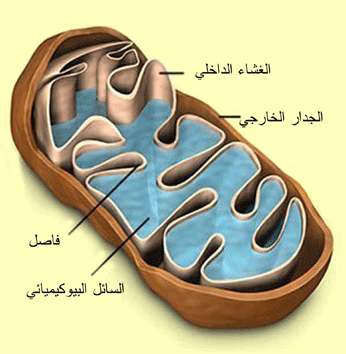 الغشاء الداخلي
الجدار الخارجي
فاصل
السائل البيوكيميائي